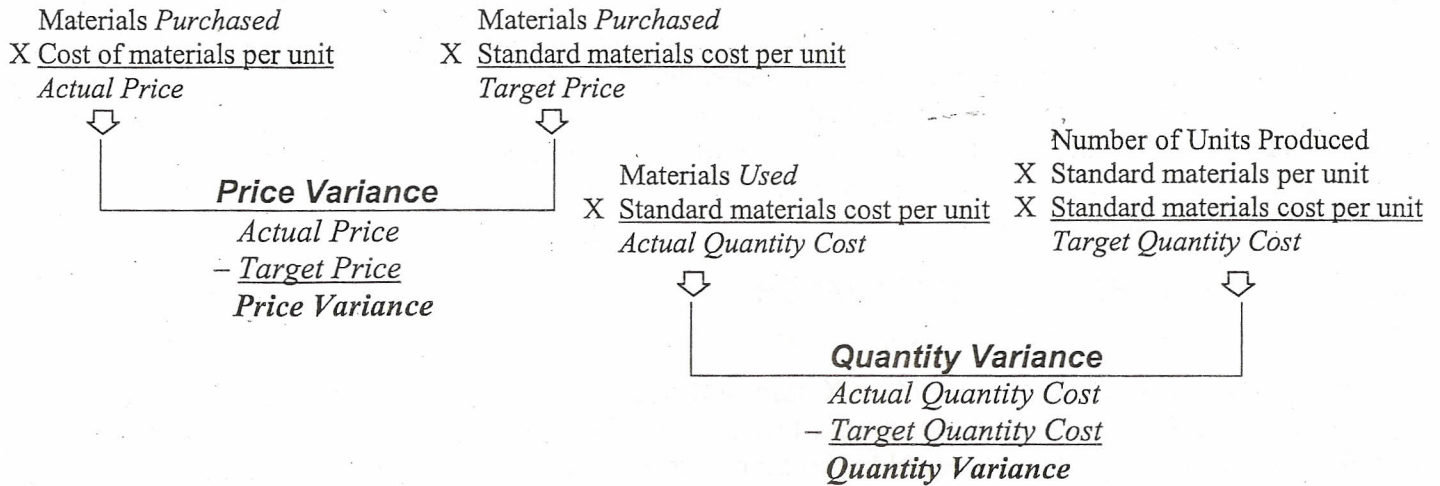 Materials Purchased
X Cost of materials per unit
Actual Price
Materials Purchased
X Standard materials cost per unit
Target Price
Price Variance
Actual Price
– Target Price
Price Variance
Materials Used
X Standard materials cost per unit
Actual Quantity Cost
Number of Units Produced
X Standard materials per unit
X Standard materials cost per unit
Target Quantity Cost
Quantity Variance
Actual Quantity Cost
– Target Quantity Cost
Quantity Variance